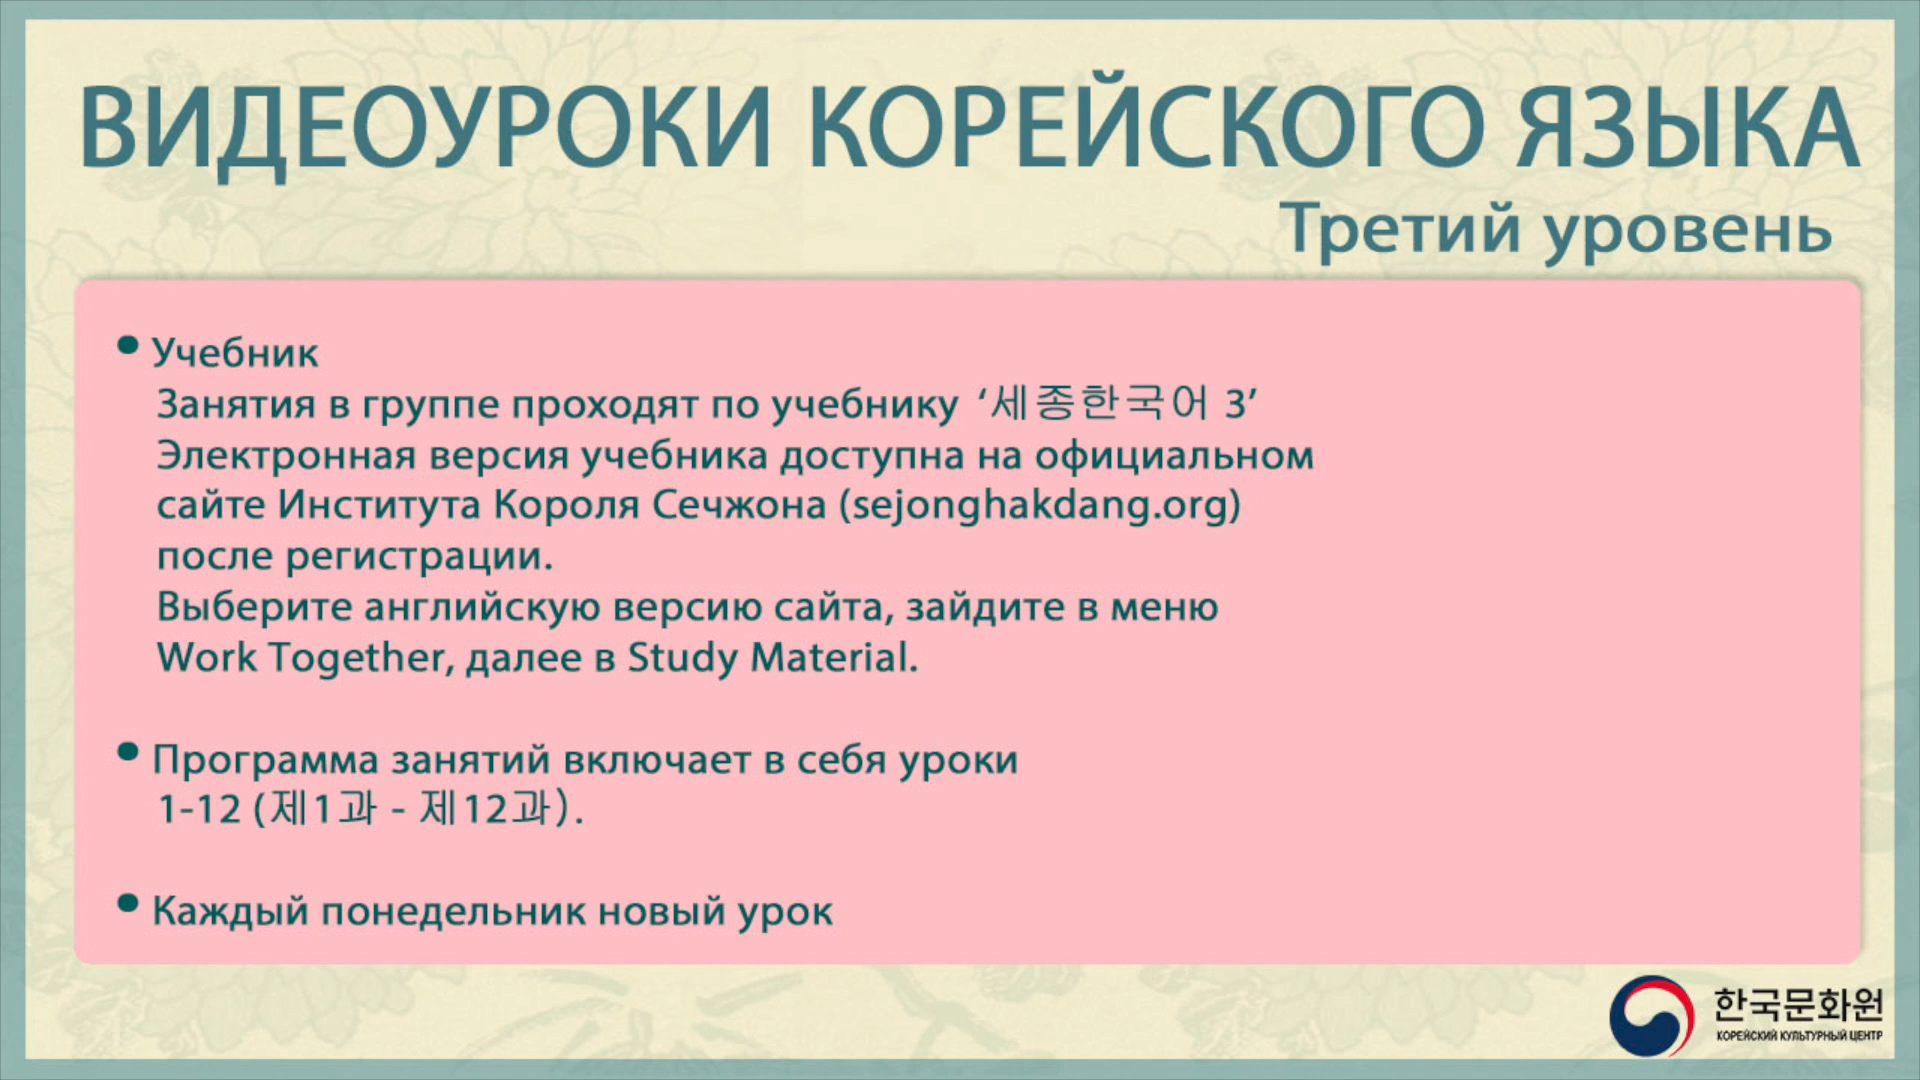 ВИДЕОУРОКИ КОРЕЙСКОГО ЯЗЫКА
Третий уровень
• Учебник
Занятия в группе проходят по учебнику ‘세종한국어 3’
Электронная версия учебника доступна на официальном
сайте Института Короля Сечжона (sejonghakdang.org)
после регистрации.
Выберите английскую версию сайта, зайдите в меню
Work Together, далее в Study Material.
• Программа занятий включает в себя уроки
1-12 (제1과 - 제12과).
• Каждый понедельник новый урок
한국문화원
КОРЕЙСКИЙ КУЛЬТУРНЫЙ ЦЕНТР